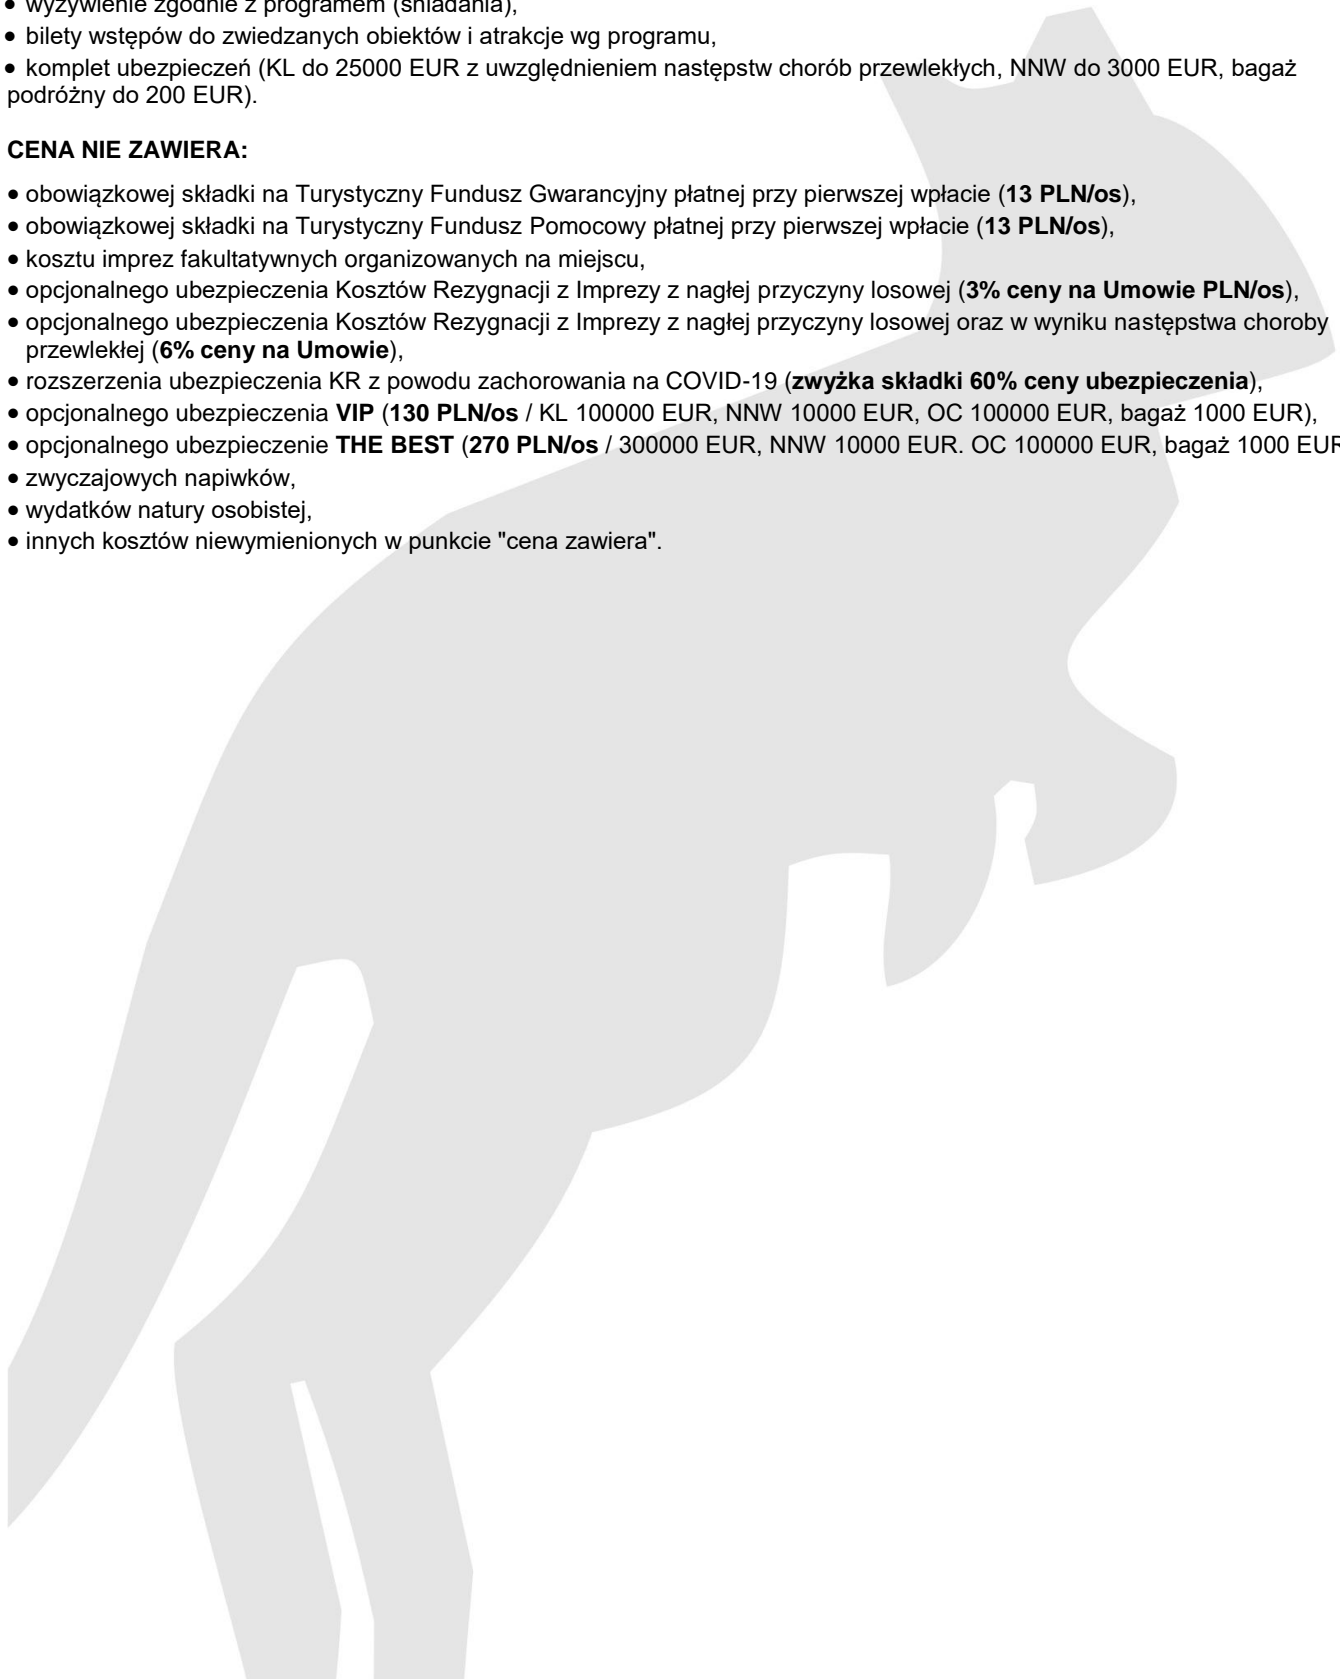 • wyżywienie zgodnie z programem (śniadania),
• bilety wstępów do zwiedzanych obiektów i atrakcje wg programu,
• komplet ubezpieczeń (KL do 25000 EUR z uwzględnieniem następstw chorób przewlekłych, NNW do 3000 EUR, bagaż
podróżny do 200 EUR).
CENA NIE ZAWIERA:
• obowiązkowej składki na Turystyczny Fundusz Gwarancyjny płatnej przy pierwszej wpłacie (13 PLN/os),
• obowiązkowej składki na Turystyczny Fundusz Pomocowy płatnej przy pierwszej wpłacie (13 PLN/os),
• kosztu imprez fakultatywnych organizowanych na miejscu,
• opcjonalnego ubezpieczenia Kosztów Rezygnacji z Imprezy z nagłej przyczyny losowej (3% ceny na Umowie PLN/os),
• opcjonalnego ubezpieczenia Kosztów Rezygnacji z Imprezy z nagłej przyczyny losowej oraz w wyniku następstwa choroby
przewlekłej (6% ceny na Umowie),
• rozszerzenia ubezpieczenia KR z powodu zachorowania na COVID-19 (zwyżka składki 60% ceny ubezpieczenia),
• opcjonalnego ubezpieczenia VIP (130 PLN/os / KL 100000 EUR, NNW 10000 EUR, OC 100000 EUR, bagaż 1000 EUR),
• opcjonalnego ubezpieczenie THE BEST (270 PLN/os / 300000 EUR, NNW 10000 EUR. OC 100000 EUR, bagaż 1000 EUR
• zwyczajowych napiwków,
• wydatków natury osobistej,
• innych kosztów niewymienionych w punkcie "cena zawiera".